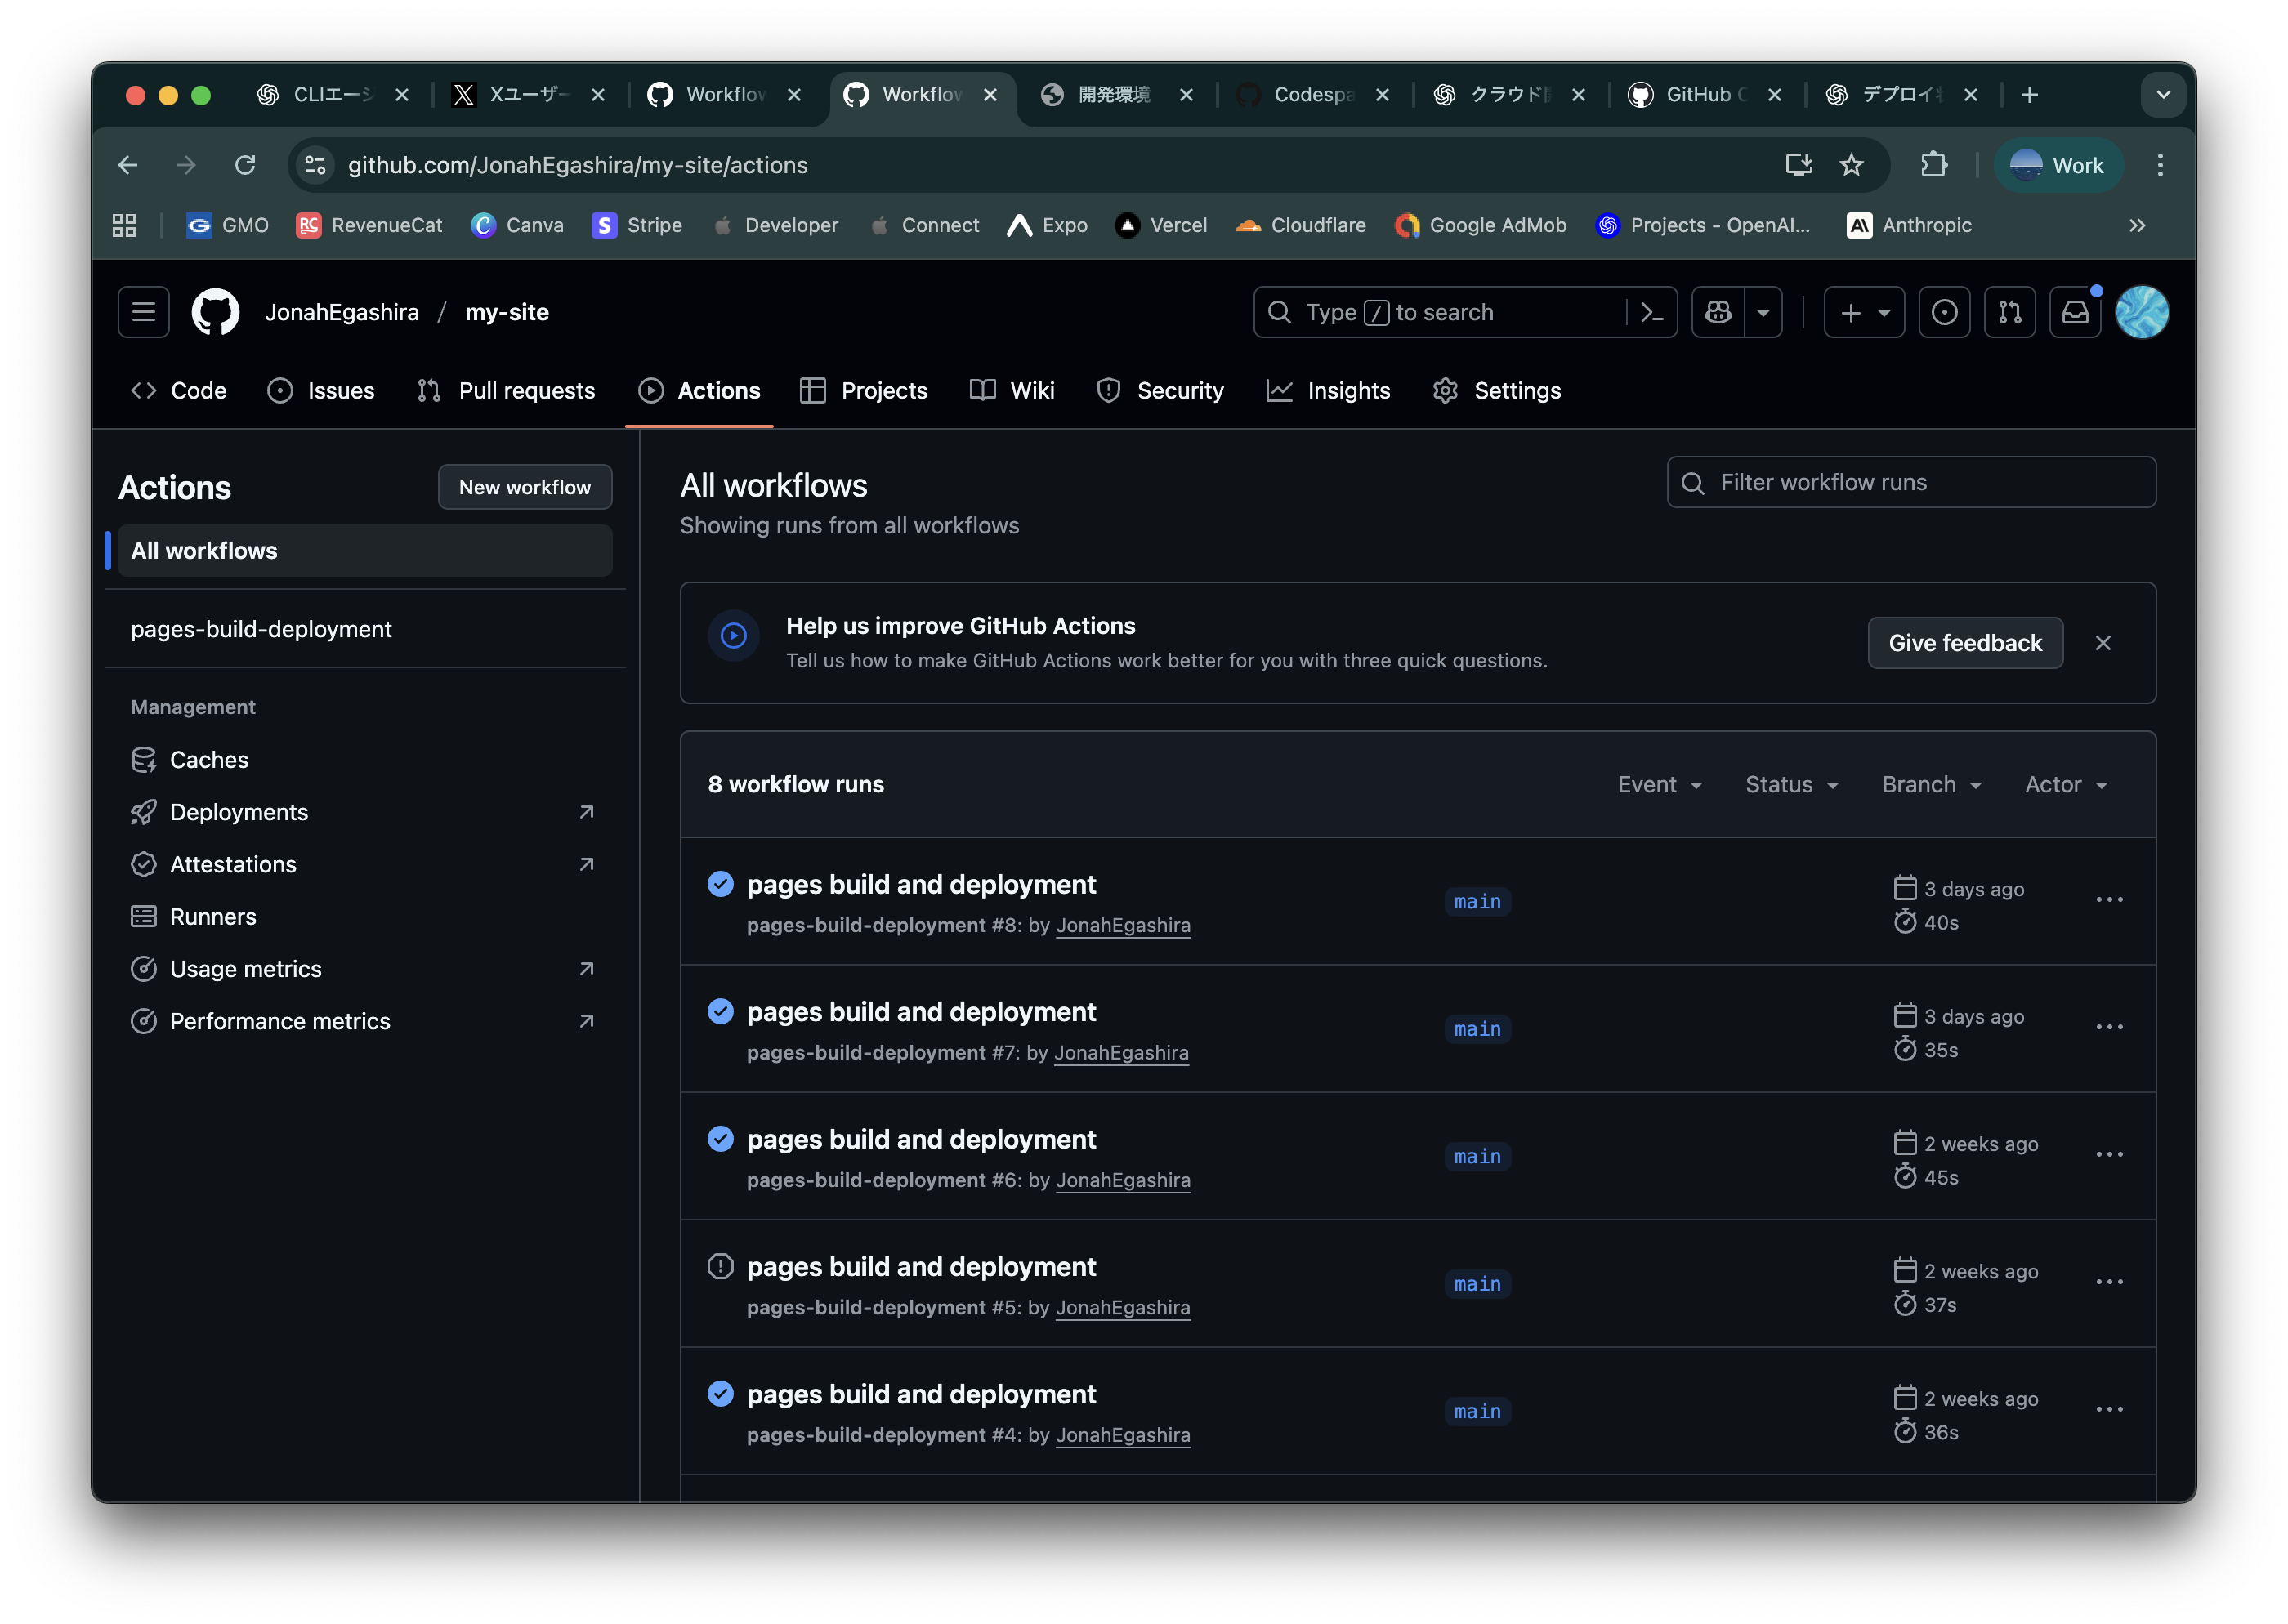 CLIエージ
Xユーザー
Workflow
Workflow
開発環境
Codespa
クラウド
GitHub C
デプロイ
github.com/JonahEgashira/my-site/actions
Work
GMO
RevenueCat
Canva
Stripe
Developer
Connect
Expo
Vercel
Cloudflare
Google AdMob
Projects - OpenAI...
Anthropic
JonahEgashira / my-site
Type / to search
Code
Issues
Pull requests
Actions
Projects
Wiki
Security
Insights
Settings
Actions
New workflow
All workflows
pages-build-deployment
Management
Caches
Deployments
Attestations
Runners
Usage metrics
Performance metrics
All workflows
Showing runs from all workflows
Filter workflow runs
Help us improve GitHub Actions
Tell us how to make GitHub Actions work better for you with three quick questions.
Give feedback
8 workflow runs
Event
Status
Branch
Actor
pages build and deployment
pages-build-deployment #8: by JonahEgashira
main
3 days ago
40s
pages build and deployment
pages-build-deployment #7: by JonahEgashira
main
3 days ago
35s
pages build and deployment
pages-build-deployment #6: by JonahEgashira
main
2 weeks ago
45s
pages build and deployment
pages-build-deployment #5: by JonahEgashira
main
2 weeks ago
37s
pages build and deployment
pages-build-deployment #4: by JonahEgashira
main
2 weeks ago
36s